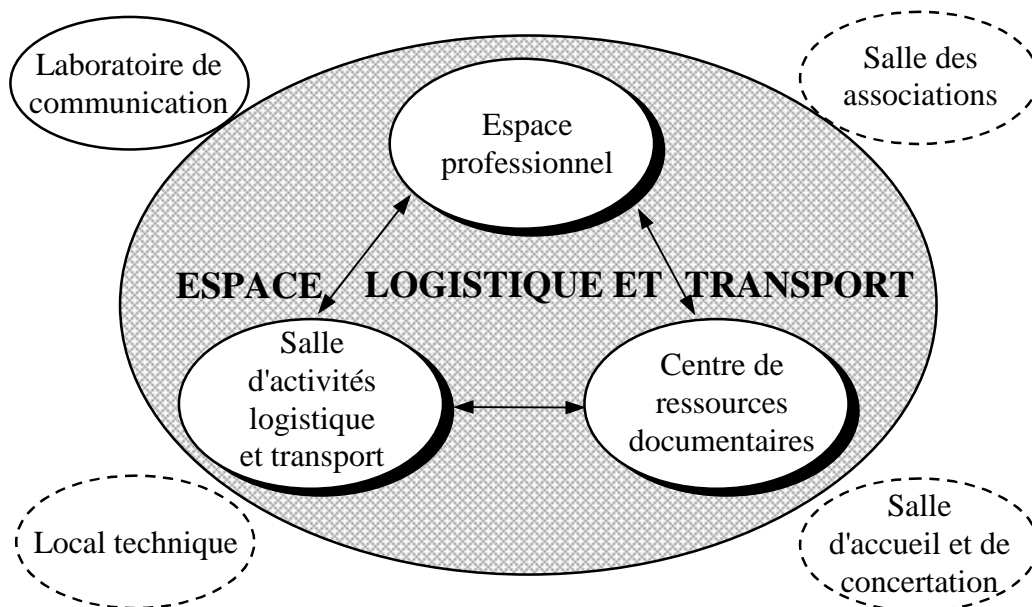 Laboratoire de
communication
Salle des
associations
Espace
professionnel
ESPACE LOGISTIQUE ET TRANSPORT
Salle
d'activités
logistique
et transport
Centre de
ressources
documentaires
Local technique
Salle
d'accueil et de
concertation